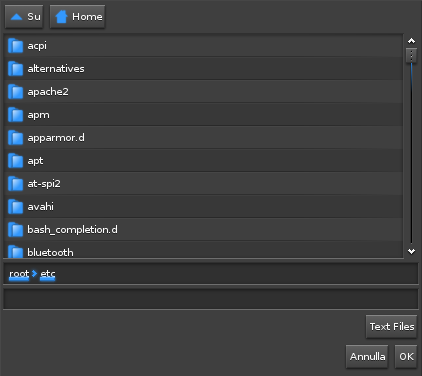 Su Home
acpi
alternatives
apache2
apm
apparmor.d
apt
at-spi2
avahi
bash_completion.d
bluetooth
root etc
Text Files
Annulla OK